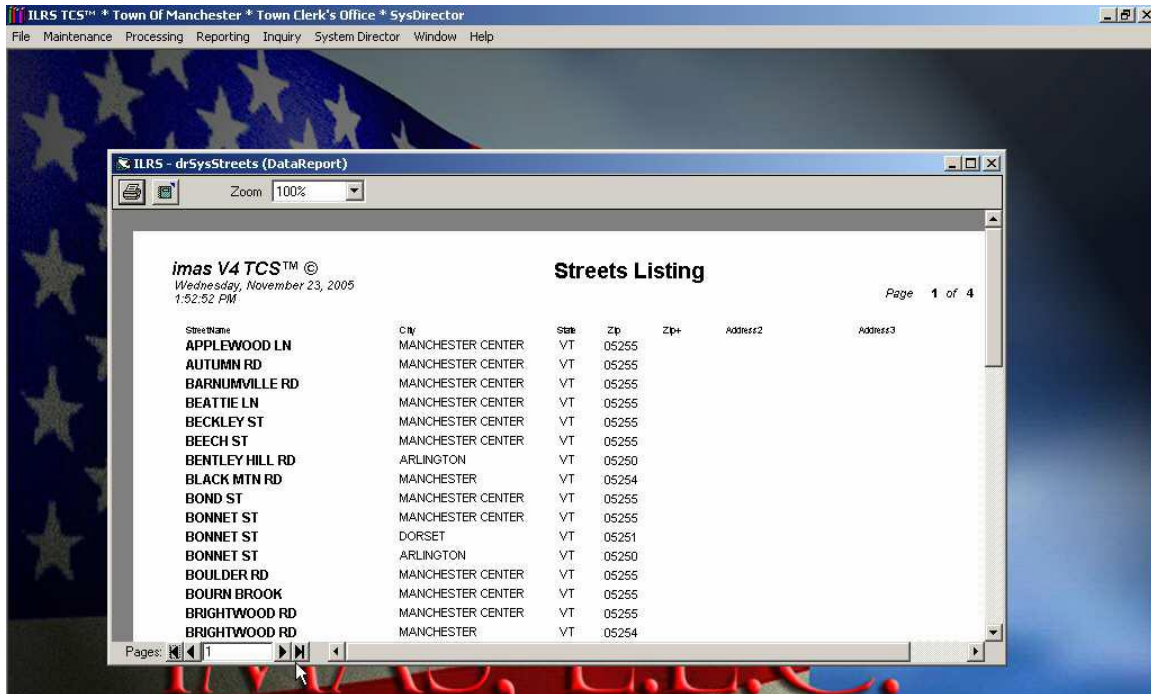 ILRS TCS™ * Town Of Manchester * Town Clerk's Office * SysDirector
File Maintenance Processing Reporting Inquiry System Director Window Help
ILRS - drSysStreets (DataReport)
Zoom 100%
imas V4 TCS™ ©
Streets Listing
Wednesday, November 23, 2005
1:52:52 PM
Page 1 of 4
StreetName City State Zip Zip+ Address2 Address3
APPLEWOOD LN MANCHESTER CENTER VT 05255
AUTUMN RD MANCHESTER CENTER VT 05255
BARNUMVILLE RD MANCHESTER CENTER VT 05255
BEATTIE LN MANCHESTER CENTER VT 05255
BECKLEY ST MANCHESTER CENTER VT 05255
BEECH ST MANCHESTER CENTER VT 05255
BENTLEY HILL RD ARLINGTON VT 05250
BLACK MTN RD MANCHESTER VT 05254
BOND ST MANCHESTER CENTER VT 05255
BONNET ST MANCHESTER CENTER VT 05255
BONNET ST DORSET VT 05251
BONNET ST ARLINGTON VT 05250
BOULDER RD MANCHESTER CENTER VT 05255
BOURN BROOK MANCHESTER CENTER VT 05255
BRIGHTWOOD RD MANCHESTER CENTER VT 05255
BRIGHTWOOD RD MANCHESTER VT 05254
Pages: 1
IMAS, L.L.C.